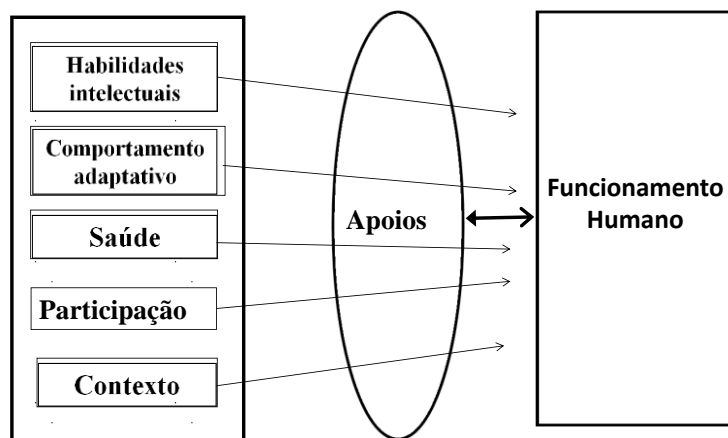 Habilidades
intelectuais
Comportamento
adaptativo
Saúde
Participação
Contexto
Apoios
Funcionamento
Humano